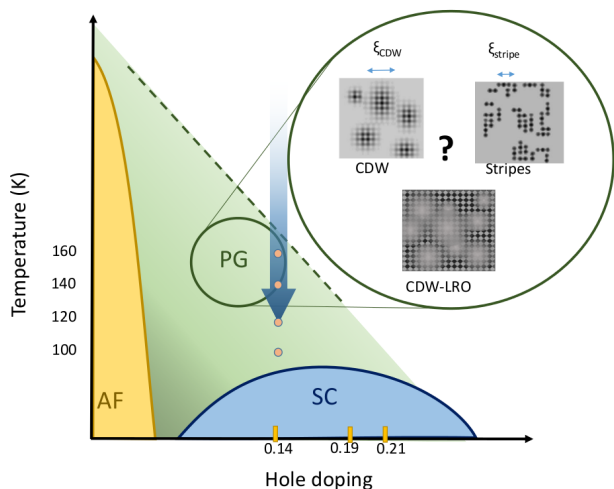 ξCDW
ξstripe
?
CDW
Stripes
CDW-LRO
Temperature (K)
160
140
120
100
PG
AF
SC
0.14
0.19
0.21
Hole doping